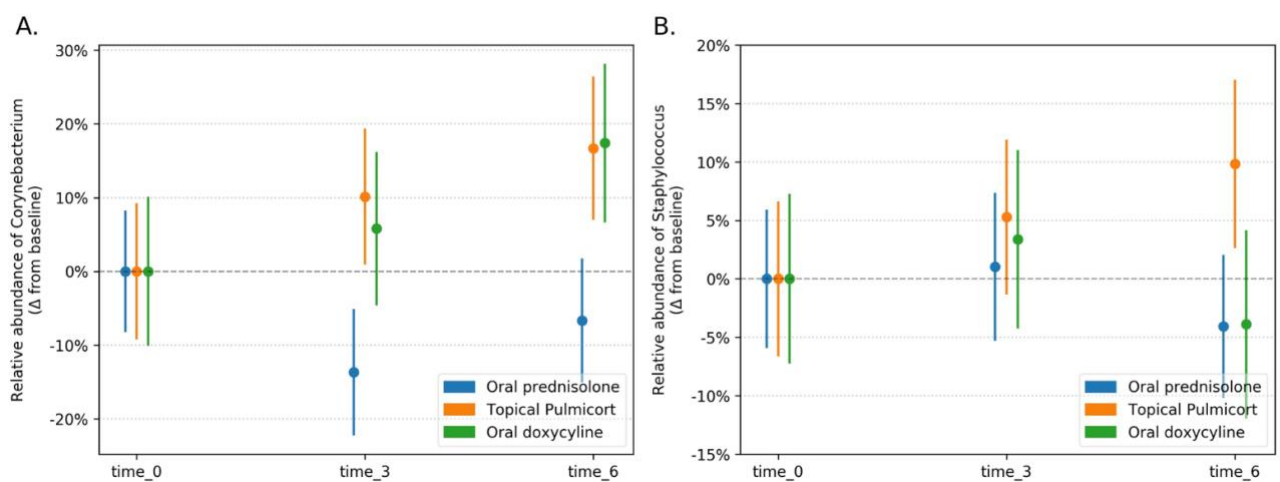 A.
Relative abundance of Corynebacterium
(Δ from baseline)
30%
20%
10%
0%
-10%
-20%
time_0
time_3
time_6
Oral prednisolone
Topical Pulmicort
Oral doxycyline
B.
Relative abundance of Staphylococcus
(Δ from baseline)
20%
15%
10%
5%
0%
-5%
-10%
-15%
time_0
time_3
time_6
Oral prednisolone
Topical Pulmicort
Oral doxycyline